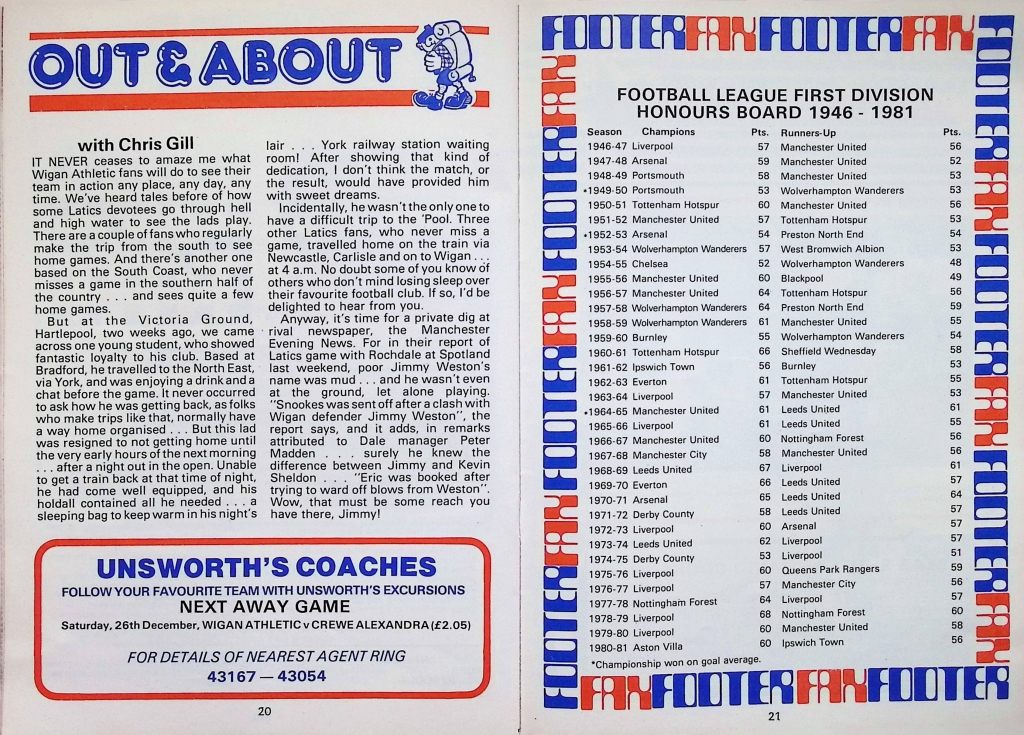 OUT & ABOUT
with Chris Gill
IT NEVER ceases to amaze me what
Wigan Athletic fans will do to see their
team in action any place, any day, any
time. We've heard tales before of how
some Latics devotees go through hell
and high water to see the lads play.
There are a couple of fans who regularly
make the trip from the south to see
home games. And there's another one
based on the South Coast, who never
misses a game in the southern half of
the country . . . and sees quite a few
home games.
But at the Victoria Ground,
Hartlepool, two weeks ago, we came
across one young student, who showed
fantastic loyalty to his club. Based at
Bradford, he travelled to the North East,
via York, and was enjoying a drink and a
chat before the game. It never occurred
to ask how he was getting back, as folks
who make trips like that, normally have
a way home organised . . . But this lad
was resigned to not getting home until
the very early hours of the next morning
. . . after a night out in the open. Unable
to get a train back at that time of night,
he had come well equipped, and his
holdall contained all he needed . . . a
sleeping bag to keep warm in his night's
lair . . . York railway station waiting
room! After showing that kind of
dedication, I don't think the match, or
the result, would have provided him
with sweet dreams.
Incidentally, he wasn't the only one to
have a difficult trip to the 'Pool. Three
other Latics fans, who never miss a
game, travelled home on the train via
Newcastle, Carlisle and on to Wigan . . .
at 4 a.m. No doubt some of you know of
others who don't mind losing sleep over
their favourite football club. If so, I'd be
delighted to hear from you.
Anyway, it's time for a private dig at
rival newspaper, the Manchester
Evening News. For in their report of
Latics game with Rochdale at Spotland
last weekend, poor Jimmy Weston's
name was mud . . . and he wasn't even
at the ground, let alone playing.
"Snookes was sent off after a clash with
Wigan defender Jimmy Weston", the
report says, and it adds, in remarks
attributed to Dale manager Peter
Madden . . . surely he knew the
difference between Jimmy and Kevin
Sheldon . . . "Eric was booked after
trying to ward off blows from Weston".
Wow, that must be some reach you
have there, Jimmy!
UNSWORTH'S COACHES
FOLLOW YOUR FAVOURITE TEAM WITH UNSWORTH'S EXCURSIONS
NEXT AWAY GAME
Saturday, 26th December, WIGAN ATHLETIC v CREWE ALEXANDRA (£2.05)
FOR DETAILS OF NEAREST AGENT RING
43167 — 43054
20
FOOTER FAX FOOTER FAX
FOOTER FAX FOOTER FAX
FOOTER FAX FOOTER FAX FOOTER
FOOTBALL LEAGUE FIRST DIVISION
HONOURS BOARD 1946 - 1981
Season Champions Pts. Runners-Up Pts.
1946-47 Liverpool 57 Manchester United 56
1947-48 Arsenal 59 Manchester United 52
1948-49 Portsmouth 58 Manchester United 53
*1949-50 Portsmouth 53 Wolverhampton Wanderers 53
1950-51 Tottenham Hotspur 60 Manchester United 56
1951-52 Manchester United 57 Tottenham Hotspur 53
*1952-53 Arsenal 54 Preston North End 54
1953-54 Wolverhampton Wanderers 57 West Bromwich Albion 53
1954-55 Chelsea 52 Wolverhampton Wanderers 48
1955-56 Manchester United 60 Blackpool 49
1956-57 Manchester United 64 Tottenham Hotspur 56
1957-58 Wolverhampton Wanderers 64 Preston North End 59
1958-59 Wolverhampton Wanderers 61 Manchester United 55
1959-60 Burnley 55 Wolverhampton Wanderers 54
1960-61 Tottenham Hotspur 66 Sheffield Wednesday 58
1961-62 Ipswich Town 56 Burnley 53
1962-63 Everton 61 Tottenham Hotspur 55
1963-64 Liverpool 57 Manchester United 53
*1964-65 Manchester United 61 Leeds United 61
1965-66 Liverpool 61 Leeds United 55
1966-67 Manchester United 60 Nottingham Forest 56
1967-68 Manchester City 58 Manchester United 56
1968-69 Leeds United 67 Liverpool 61
1969-70 Everton 66 Leeds United 57
1970-71 Arsenal 65 Leeds United 64
1971-72 Derby County 58 Leeds United 57
1972-73 Liverpool 60 Arsenal 57
1973-74 Leeds United 62 Liverpool 57
1974-75 Derby County 53 Liverpool 51
1975-76 Liverpool 60 Queens Park Rangers 59
1976-77 Liverpool 57 Manchester City 56
1977-78 Nottingham Forest 64 Liverpool 57
1978-79 Liverpool 68 Nottingham Forest 60
1979-80 Liverpool 60 Manchester United 58
1980-81 Aston Villa 60 Ipswich Town 56
*Championship won on goal average.
FOOTER FAX FOOTER FAX FOOTER
FAX FOOTER FAX FOOTER
21